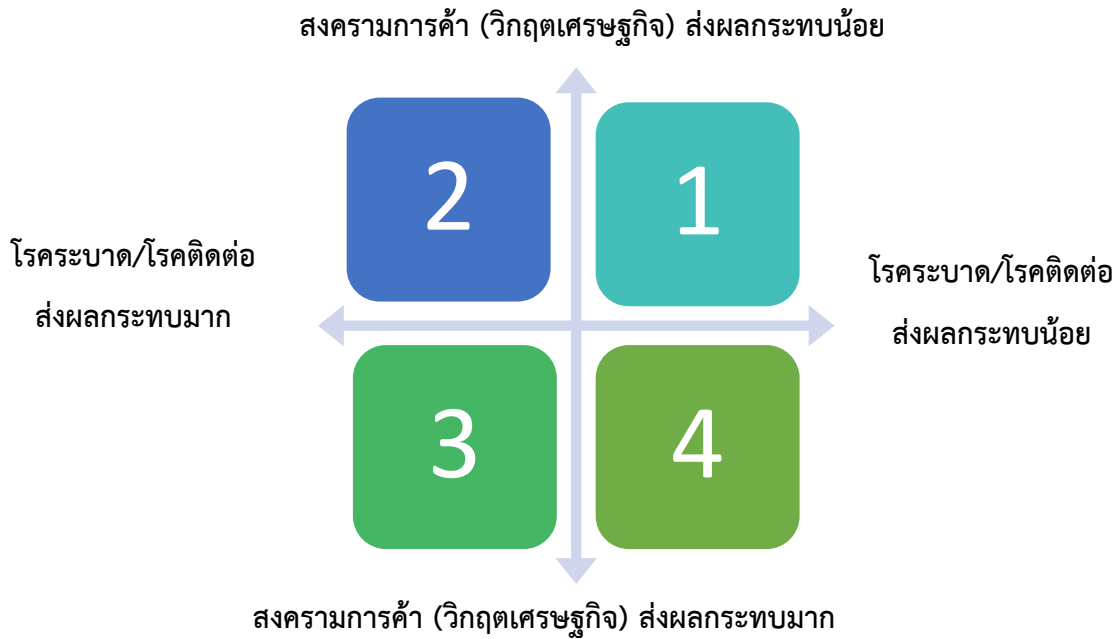 สงครามการค้า (วิกฤตเศรษฐกิจ) ส่งผลกระทบน้อย
2
1
โรคระบาด/โรคติดต่อ
ส่งผลกระทบมาก
โรคระบาด/โรคติดต่อ
ส่งผลกระทบน้อย
3
4
สงครามการค้า (วิกฤตเศรษฐกิจ) ส่งผลกระทบมาก